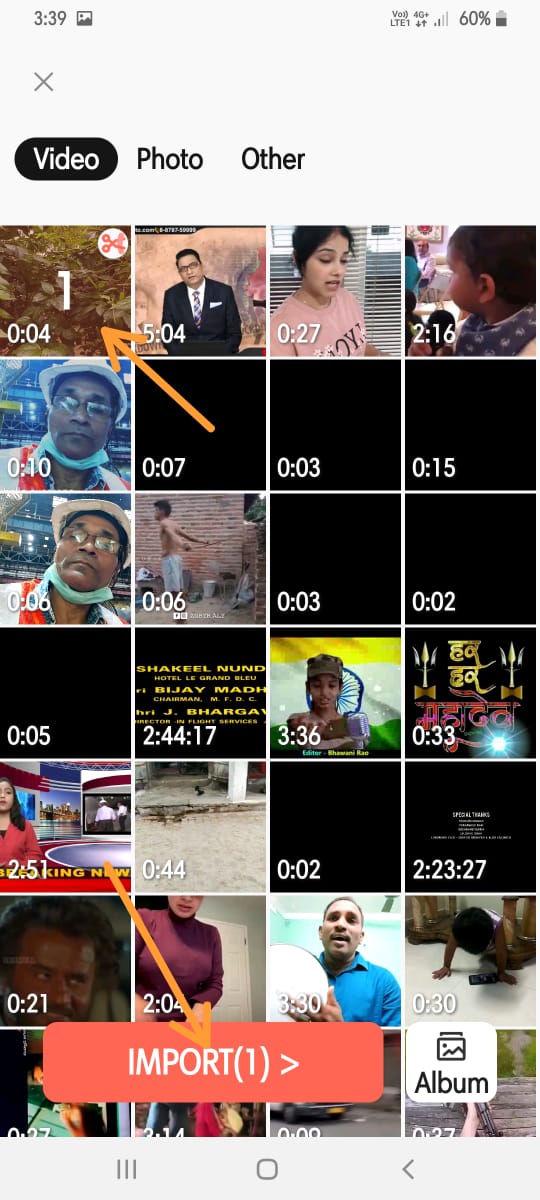 3:39
Vo)) 4G+
LTE1
60%
Video Photo Other
1
0:04
5:04
0:27
2:16
0:10
0:07
0:03
0:15
0:06
0:06
0:03
0:02
SHAKEEL NUND
HOTEL LE GRAND BLEU
ri BIJAY MADH
CHAIRMAN, M. F. D. C.
hri J. BHARGAV
DIRECTOR -IN FLIGHT SERVICES
हर
हर
महादेव
Editor - Bhawani Rao
0:05
2:44:17
3:36
0:33
BREAKING NEW
SPECIAL THANKS
2:51
0:44
0:02
2:23:27
0:21
2:04
3:30
0:30
IMPORT(1) >
Album
0:27
3:14
0:09
0:37